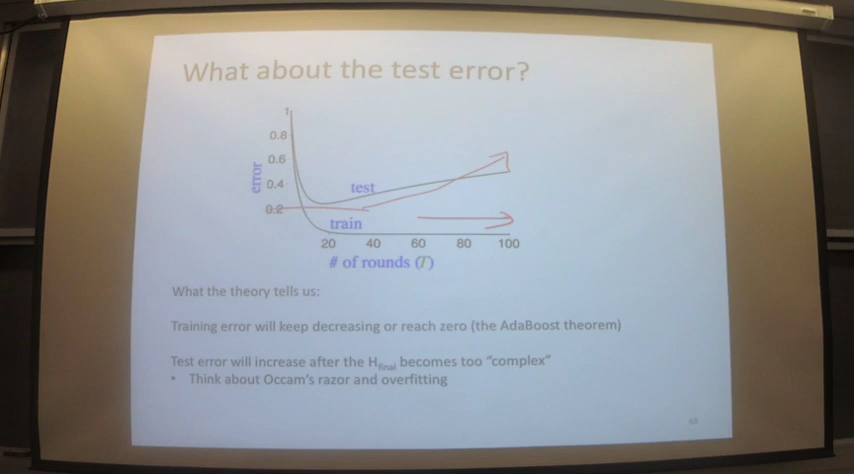 What about the test error?
1
0.8
0.6
0.4
0.2
error
test
train
20 40 60 80 100
# of rounds (T)
What the theory tells us:
Training error will keep decreasing or reach zero (the AdaBoost theorem)
Test error will increase after the Hfinal becomes too “complex”
• Think about Occam's razor and overfitting